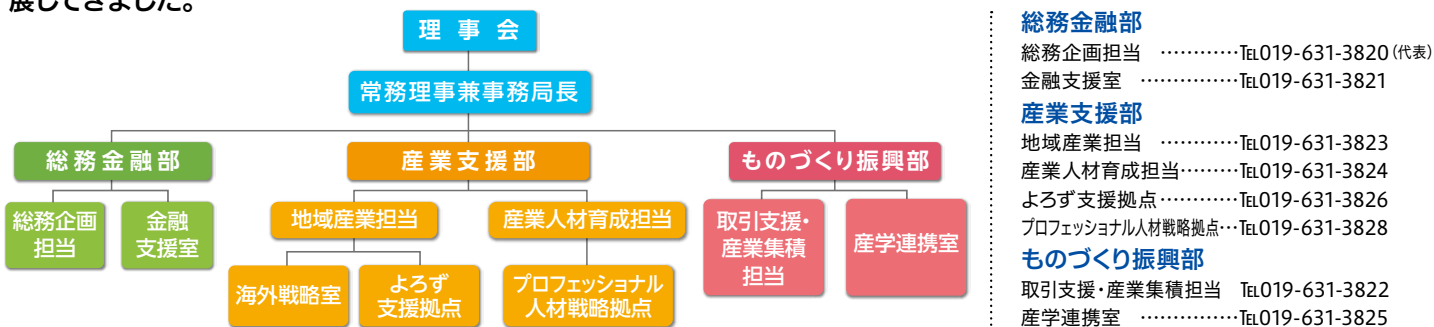 展してきました。
理事会
常務理事兼事務局長
総務金融部
産業支援部
ものづくり振興部
総務企画
担当
金融
支援室
地域産業担当
産業人材育成担当
取引支援・
産業集積
担当
産学連携室
海外戦略室
よろず
支援拠点
プロフェッショナル
人材戦略拠点
総務金融部
総務企画担当 …………℡019-631-3820(代表)
金融支援室 ……………℡019-631-3821
産業支援部
地域産業担当 …………℡019-631-3823
産業人材育成担当………℡019-631-3824
よろず支援拠点…………℡019-631-3826
プロフェッショナル人材戦略拠点…℡019-631-3828
ものづくり振興部
取引支援・産業集積担当 ℡019-631-3822
産学連携室 ……………℡019-631-3825